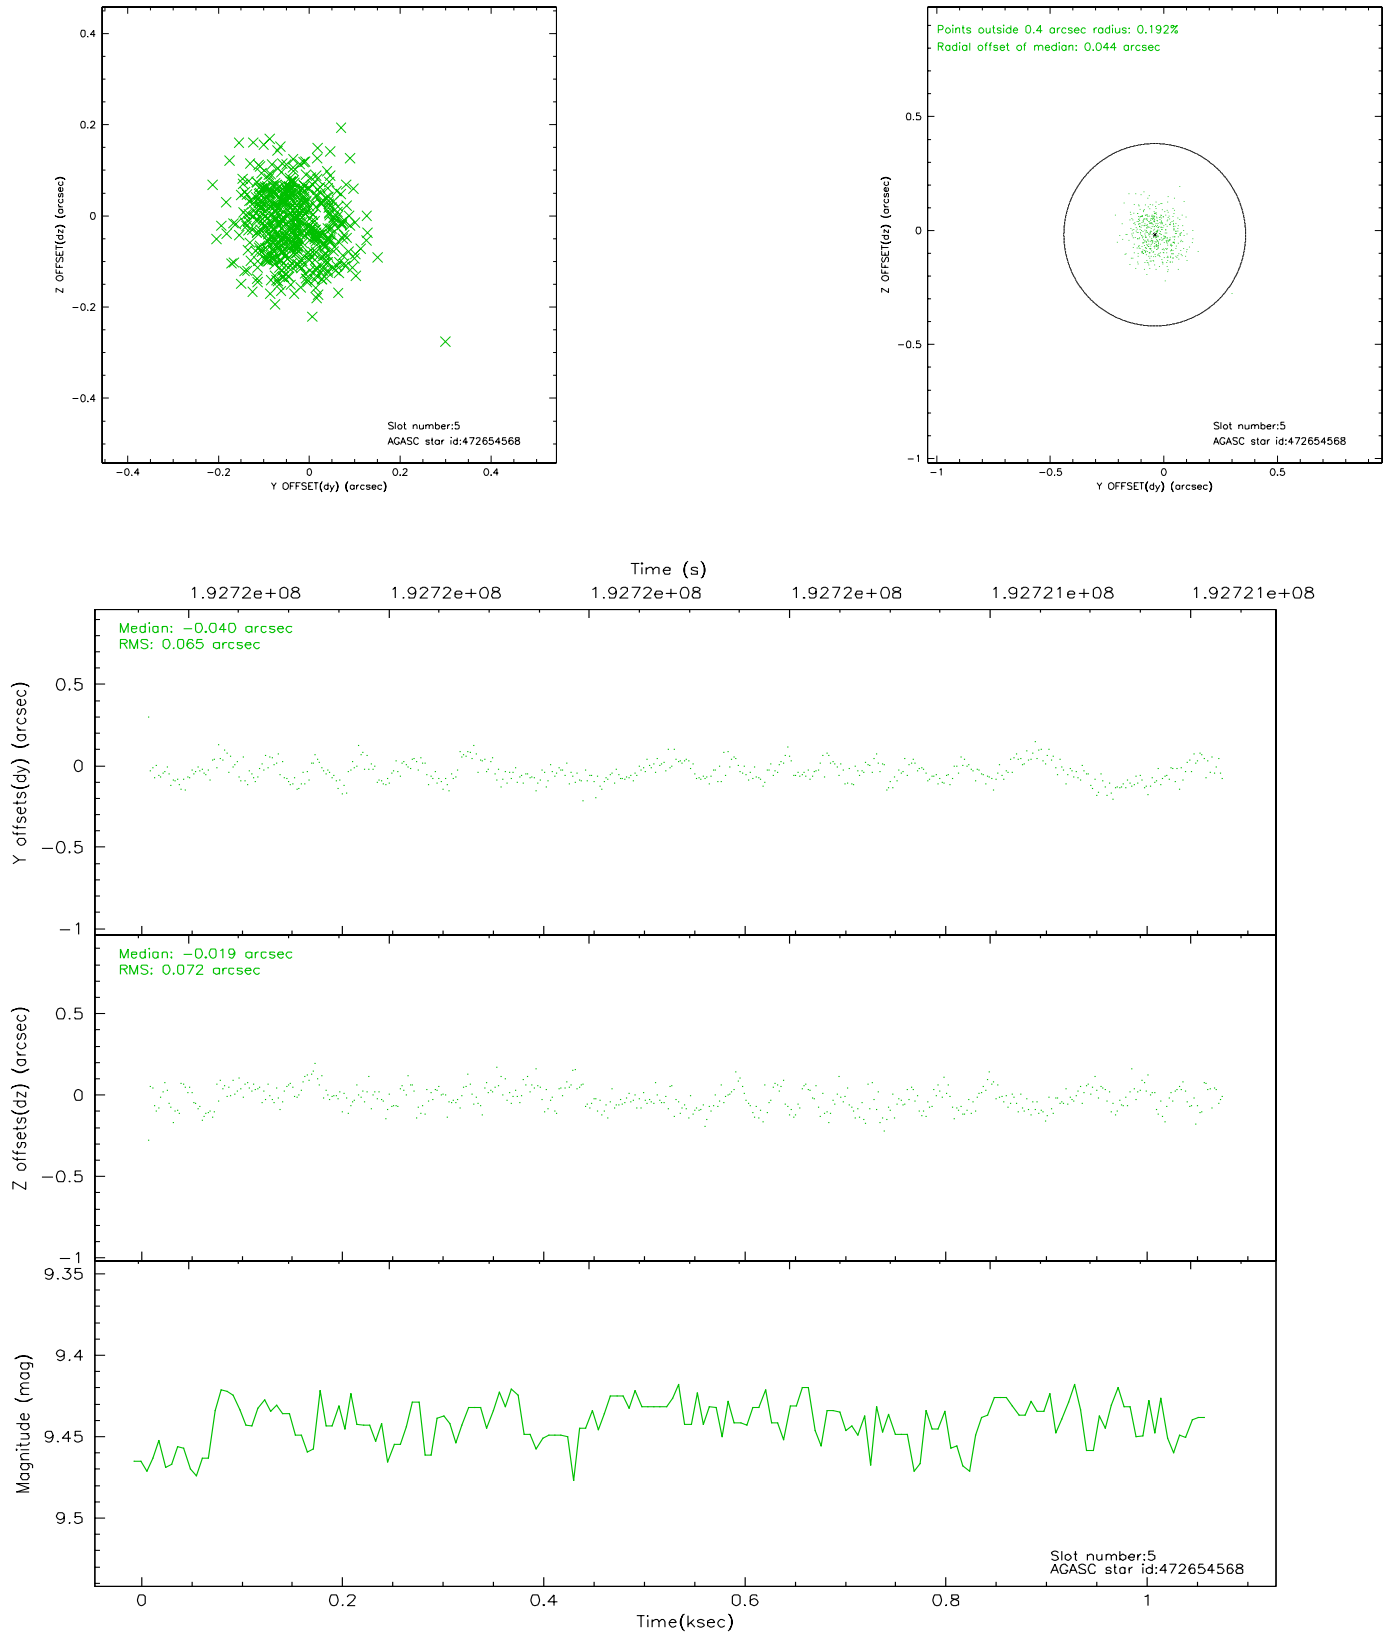 0.4
0.2
0
−0.2
−0.4
Z OFFSET(dz) (arcsec)
Slot number:5
AGASC star id:472654568
−0.4 −0.2 0 0.2 0.4
Y OFFSET(dy) (arcsec)
Points outside 0.4 arcsec radius: 0.192%
Radial offset of median: 0.044 arcsec
0.5
0
−0.5
−1
Z OFFSET(dz) (arcsec)
Slot number:5
AGASC star id:472654568
−1 −0.5 0 0.5
Y OFFSET(dy) (arcsec)
Time (s)
1.9272e+08 1.9272e+08 1.9272e+08 1.9272e+08 1.92721e+08 1.92721e+08
Median: −0.040 arcsec
RMS: 0.065 arcsec
0.5
0
−0.5
−1
Y offsets(dy) (arcsec)
Median: −0.019 arcsec
RMS: 0.072 arcsec
0.5
0
−0.5
−1
Z offsets(dz) (arcsec)
9.35
9.4
9.45
9.5
Magnitude (mag)
Slot number:5
AGASC star id:472654568
0 0.2 0.4 0.6 0.8 1
Time(ksec)